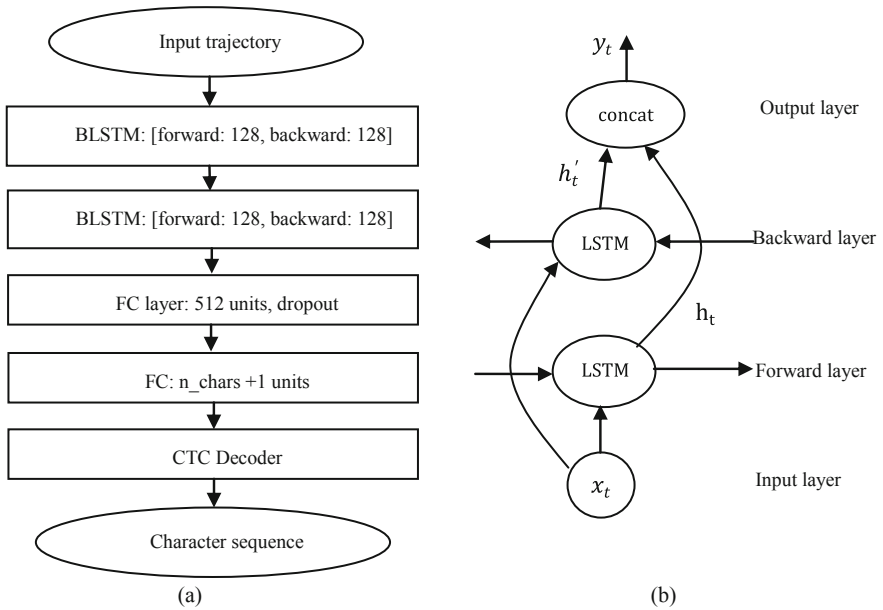 Input trajectory
BLSTM: [forward: 128, backward: 128]
BLSTM: [forward: 128, backward: 128]
FC layer: 512 units, dropout
FC: n_chars +1 units
CTC Decoder
Character sequence
(a)
y_t
concat
Output layer
h_t'
LSTM
Backward layer
h_t
LSTM
Forward layer
x_t
Input layer
(b)